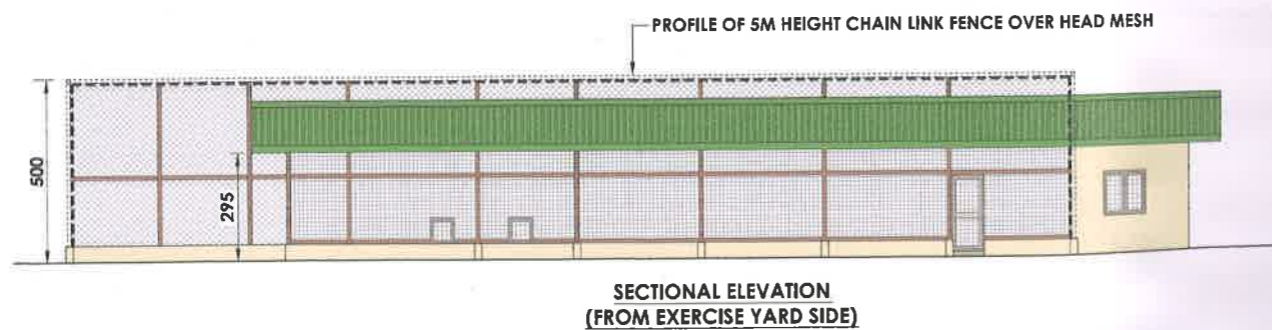 PROFILE OF 5M HEIGHT CHAIN LINK FENCE OVER HEAD MESH
500
295
SECTIONAL ELEVATION
(FROM EXERCISE YARD SIDE)